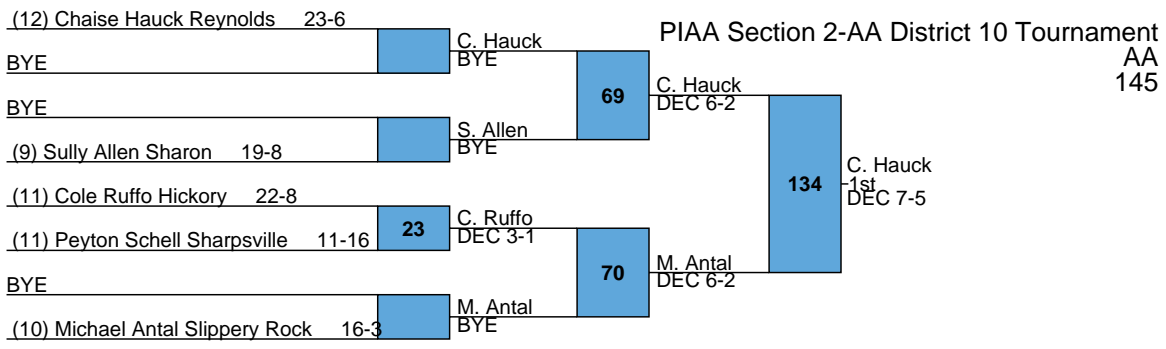 PIAA Section 2-AA District 10 Tournament
AA
145
(12) Chaise Hauck Reynolds 23-6
BYE
C. Hauck
BYE
BYE
(9) Sully Allen Sharon 19-8
S. Allen
BYE
69
C. Hauck
DEC 6-2
(11) Cole Ruffo Hickory 22-8
(11) Peyton Schell Sharpsville 11-16
23
C. Ruffo
DEC 3-1
BYE
(10) Michael Antal Slippery Rock 16-3
M. Antal
BYE
70
M. Antal
DEC 6-2
134
C. Hauck
1st
DEC 7-5